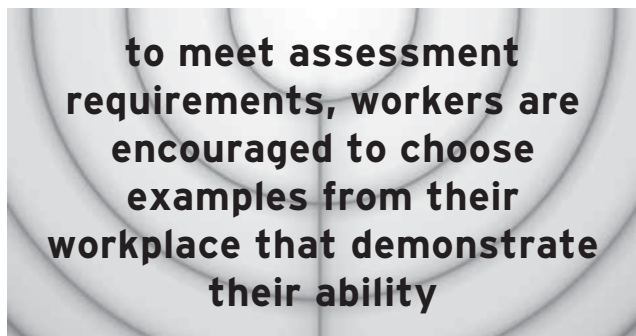 to meet assessment
requirements, workers are
encouraged to choose
examples from their
workplace that demonstrate
their ability